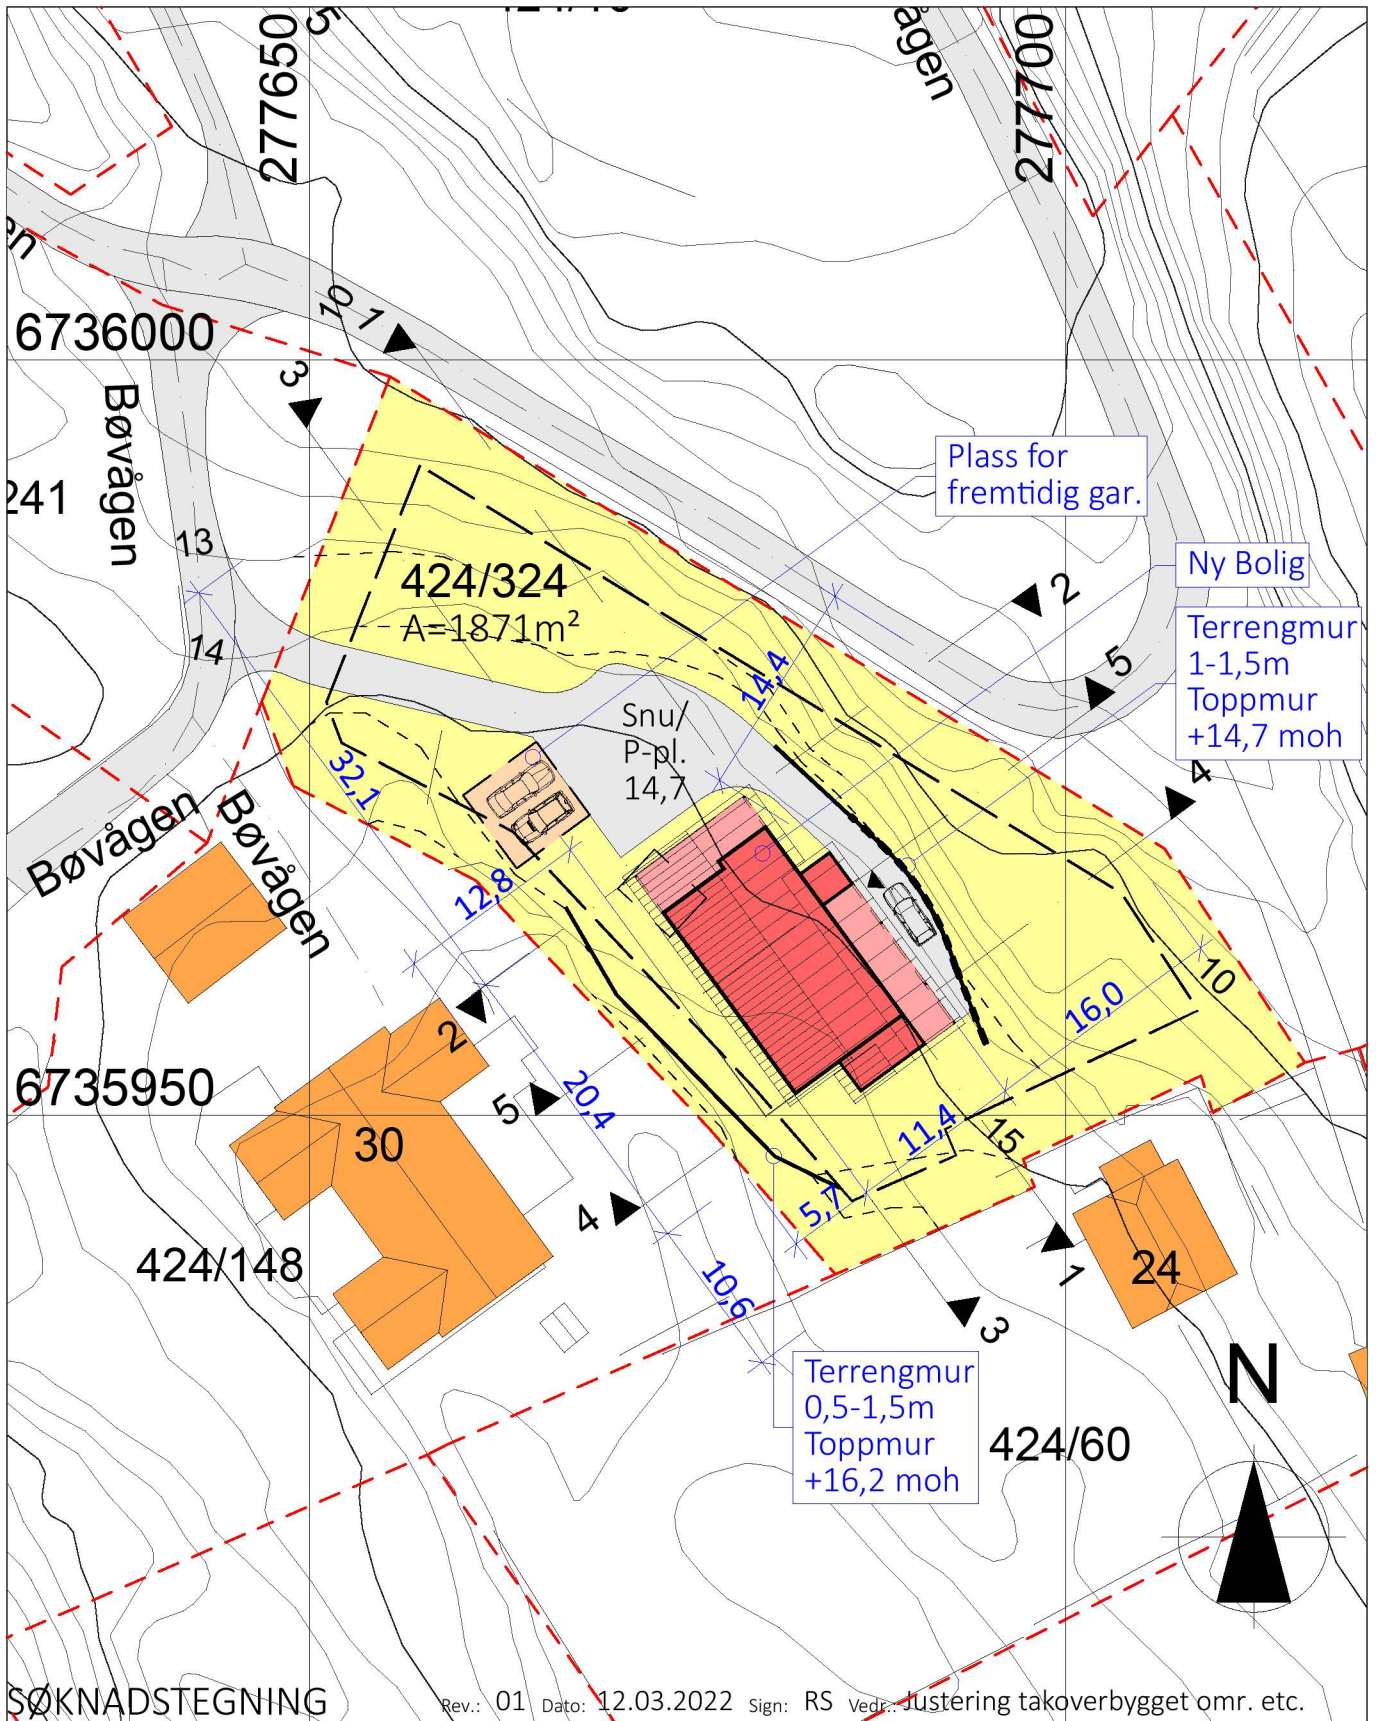 277650
5
ågen
277700
en
6736000
10
1
3
Bøvågen
241
13
14
424/324
A=1871m²
Plass for
fremtidig gar.
Ny Bolig
2
5
Terrengmur
1-1,5m
Toppmur
+14,7 moh
4
14,4
Snu/
P-pl.
14,7
32,1
Bøvågen
Bøvågen
12,8
16,0
10
2
6735950
30
5
20,4
11,4
15
4
5,7
424/148
10,6
1
24
3
N
Terrengmur
0,5-1,5m
Toppmur
+16,2 moh
424/60
SØKNADSTEGNING
Rev.: 01 Dato: 12.03.2022 Sign: RS Vedr.: Justering takoverbygget omr. etc.